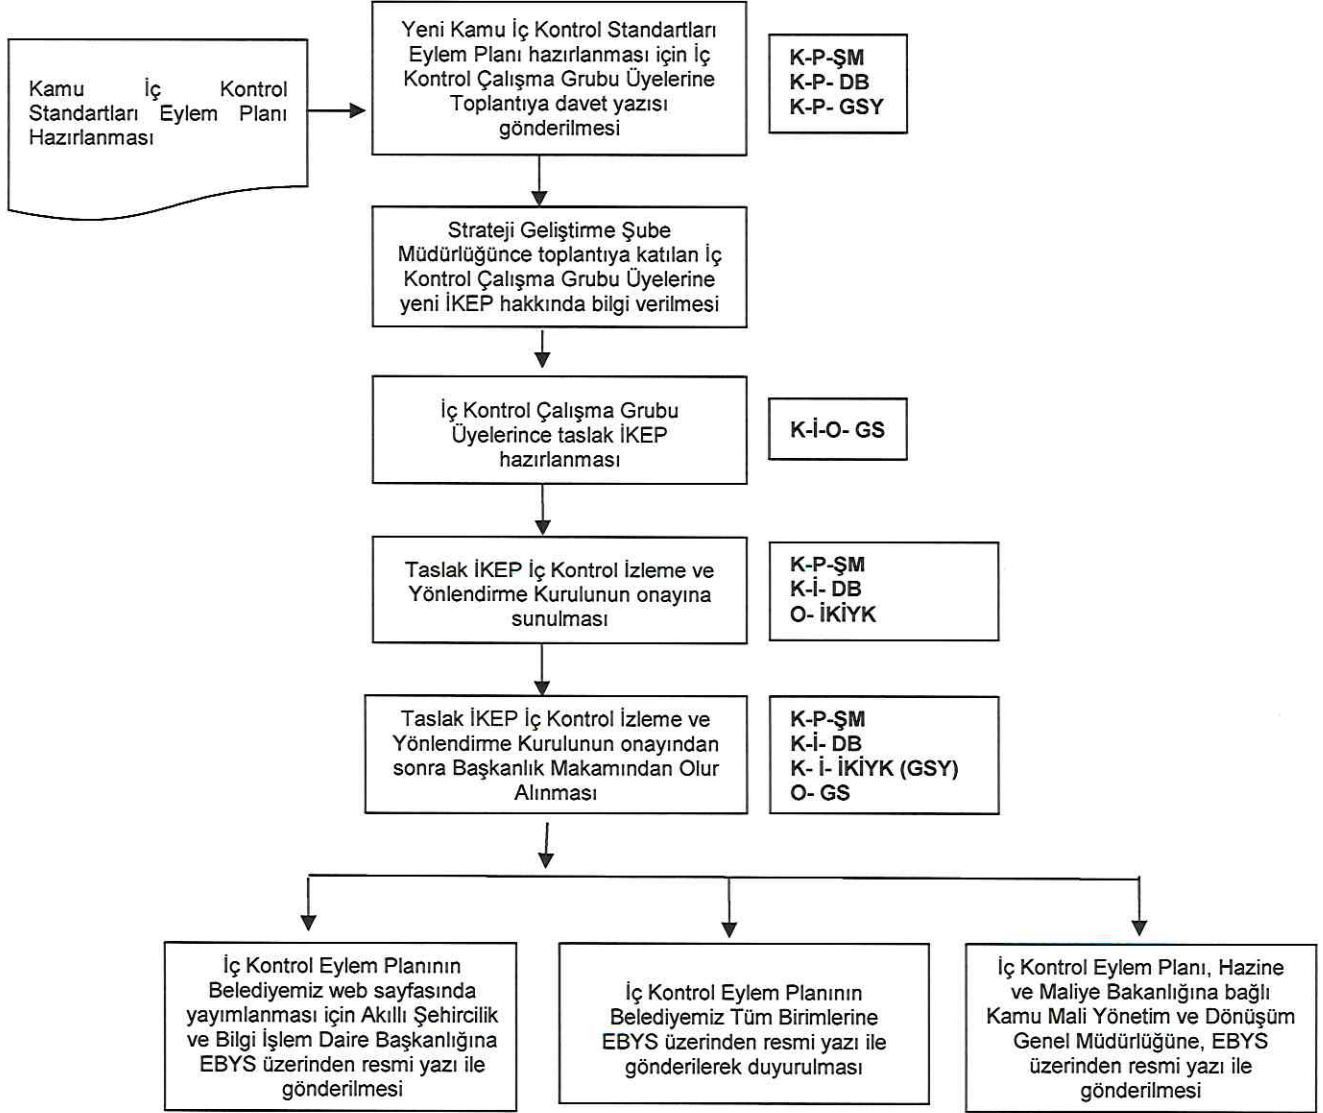 Kamu İç Kontrol
Standartları Eylem Planı
Hazırlanması
Yeni Kamu İç Kontrol Standartları
Eylem Planı hazırlanması için İç
Kontrol Çalışma Grubu Üyelerine
Toplantıya davet yazısı
gönderilmesi
K-P-ŞM
K-P- DB
K-P- GSY
Strateji Geliştirme Şube
Müdürlüğünce toplantıya katılan İç
Kontrol Çalışma Grubu Üyelerine
yeni İKEP hakkında bilgi verilmesi
İç Kontrol Çalışma Grubu
Üyelerince taslak İKEP
hazırlanması
K-İ-O- GS
Taslak İKEP İç Kontrol İzleme ve
Yönlendirme Kurulunun onayına
sunulması
K-P-ŞM
K-İ- DB
O- İKİYK
Taslak İKEP İç Kontrol İzleme ve
Yönlendirme Kurulunun onayından
sonra Başkanlık Makamından Olur
Alınması
K-P-ŞM
K-İ- DB
K- İ- İKİYK (GSY)
O- GS
İç Kontrol Eylem Planının
Belediyemiz web sayfasında
yayımlanması için Akıllı Şehircilik
ve Bilgi İşlem Daire Başkanlığına
EBYS üzerinden resmi yazı ile
gönderilmesi
İç Kontrol Eylem Planının
Belediyemiz Tüm Birimlerine
EBYS üzerinden resmi yazı ile
gönderilerek duyurulması
İç Kontrol Eylem Planı, Hazine
ve Maliye Bakanlığına bağlı
Kamu Mali Yönetim ve Dönüşüm
Genel Müdürlüğüne, EBYS
üzerinden resmi yazı ile
gönderilmesi